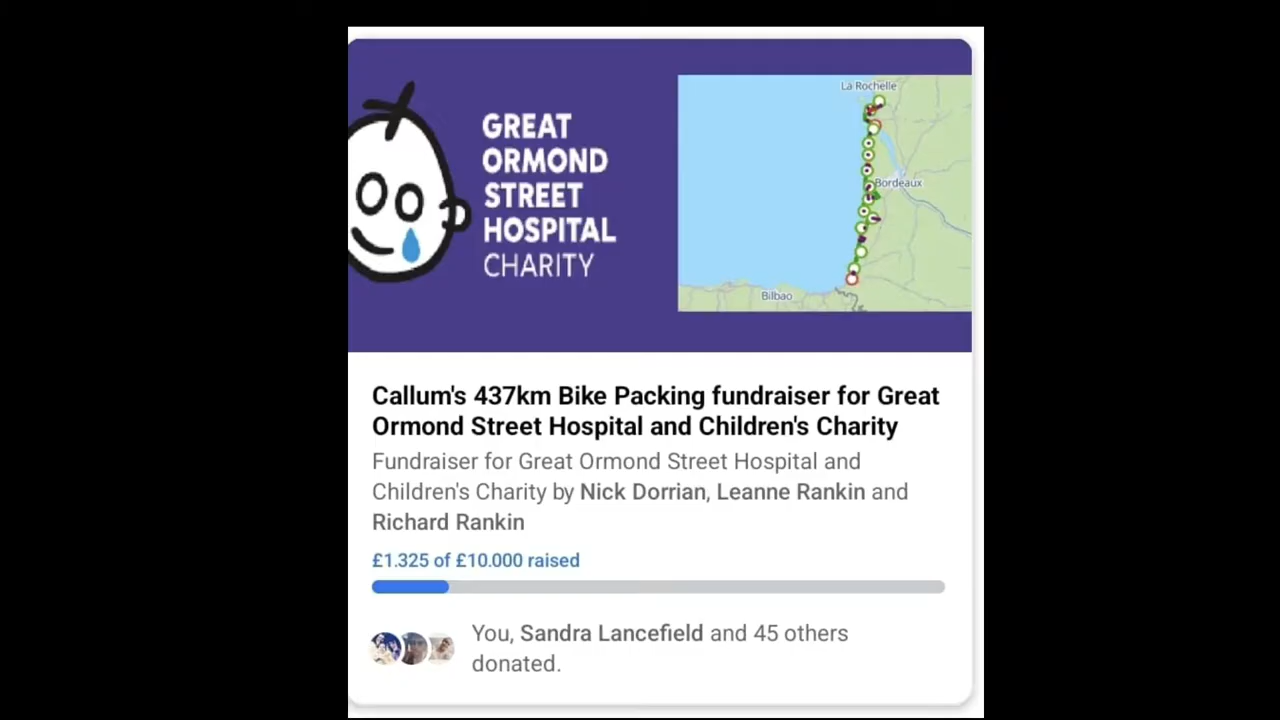 GREAT
ORMOND
STREET
HOSPITAL
CHARITY
La Rochelle
Bordeaux
Bilbao
Callum's 437km Bike Packing fundraiser for Great
Ormond Street Hospital and Children's Charity
Fundraiser for Great Ormond Street Hospital and
Children's Charity by Nick Dorrian, Leanne Rankin and
Richard Rankin
£1.325 of £10.000 raised
You, Sandra Lancefield and 45 others
donated.